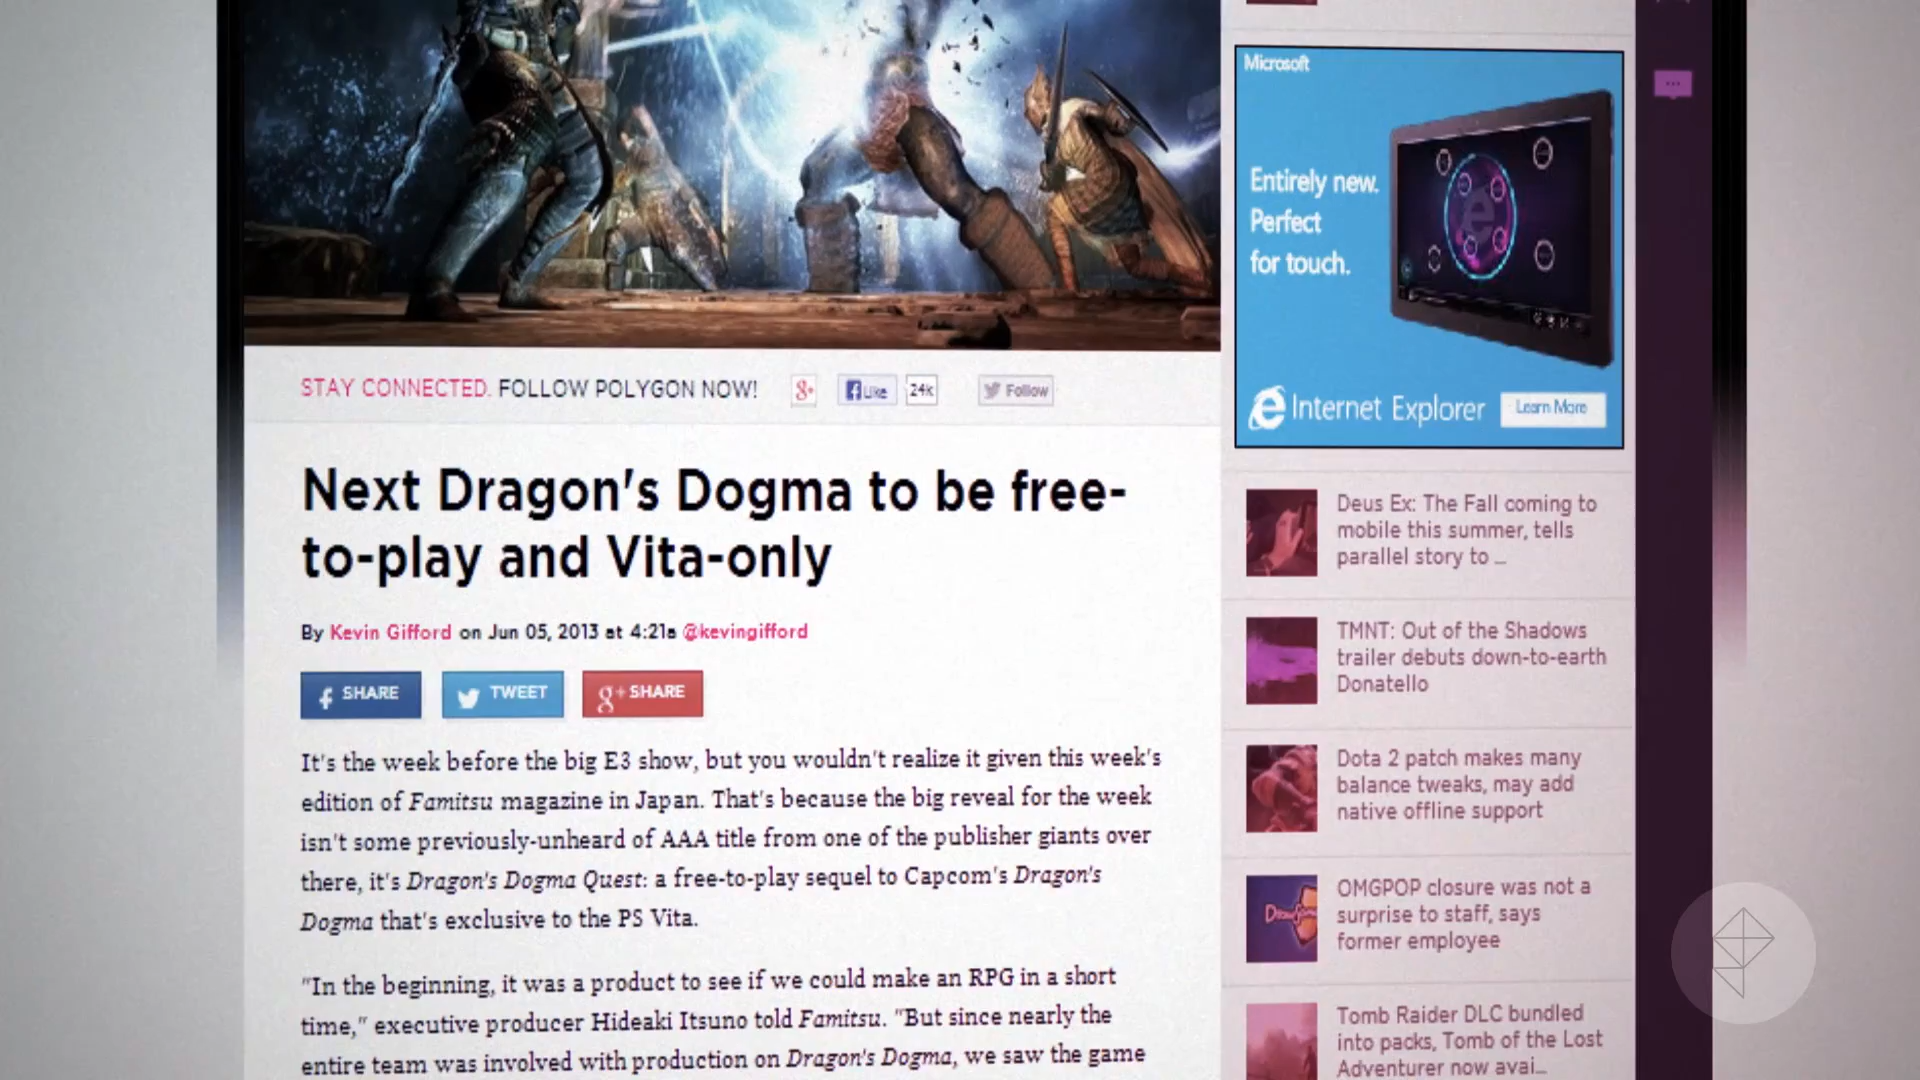 STAY CONNECTED. FOLLOW POLYGON NOW!
g+
Like
24k
Follow
Next Dragon's Dogma to be free-
to-play and Vita-only
By Kevin Gifford on Jun 05, 2013 at 4:21a @kevingifford
SHARE
TWEET
g+ SHARE
It's the week before the big E3 show, but you wouldn't realize it given this week's
edition of Famitsu magazine in Japan. That's because the big reveal for the week
isn't some previously-unheard of AAA title from one of the publisher giants over
there, it's Dragon's Dogma Quest: a free-to-play sequel to Capcom's Dragon's
Dogma that's exclusive to the PS Vita.
"In the beginning, it was a product to see if we could make an RPG in a short
time," executive producer Hideaki Itsuno told Famitsu. "But since nearly the
entire team was involved with production on Dragon's Dogma, we saw the game
Microsoft
Entirely new.
Perfect
for touch.
Internet Explorer
Learn More
Deus Ex: The Fall coming to
mobile this summer, tells
parallel story to ...
TMNT: Out of the Shadows
trailer debuts down-to-earth
Donatello
Dota 2 patch makes many
balance tweaks, may add
native offline support
OMGPOP closure was not a
surprise to staff, says
former employee
Tomb Raider DLC bundled
into packs, Tomb of the Lost
Adventurer now avai...